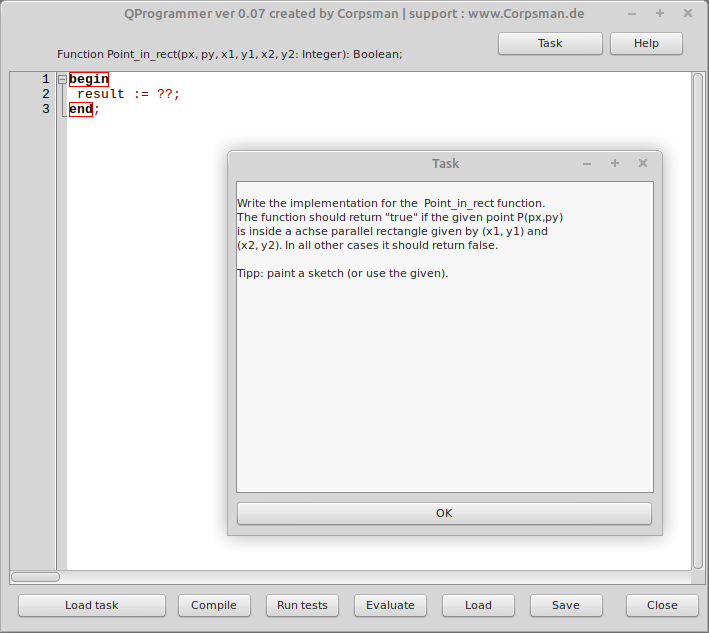 QProgrammer ver 0.07 created by Corpsman | support : www.Corpsman.de
Task Help
Function Point_in_rect(px, py, x1, y1, x2, y2: Integer): Boolean;
1 begin
2 result := ??;
3 end;
Task
Write the implementation for the Point_in_rect function.
The function should return "true" if the given point P(px,py)
is inside a achse parallel rectangle given by (x1, y1) and
(x2, y2). In all other cases it should return false.
Tipp: paint a sketch (or use the given).
OK
Load task Compile Run tests Evaluate Load Save Close